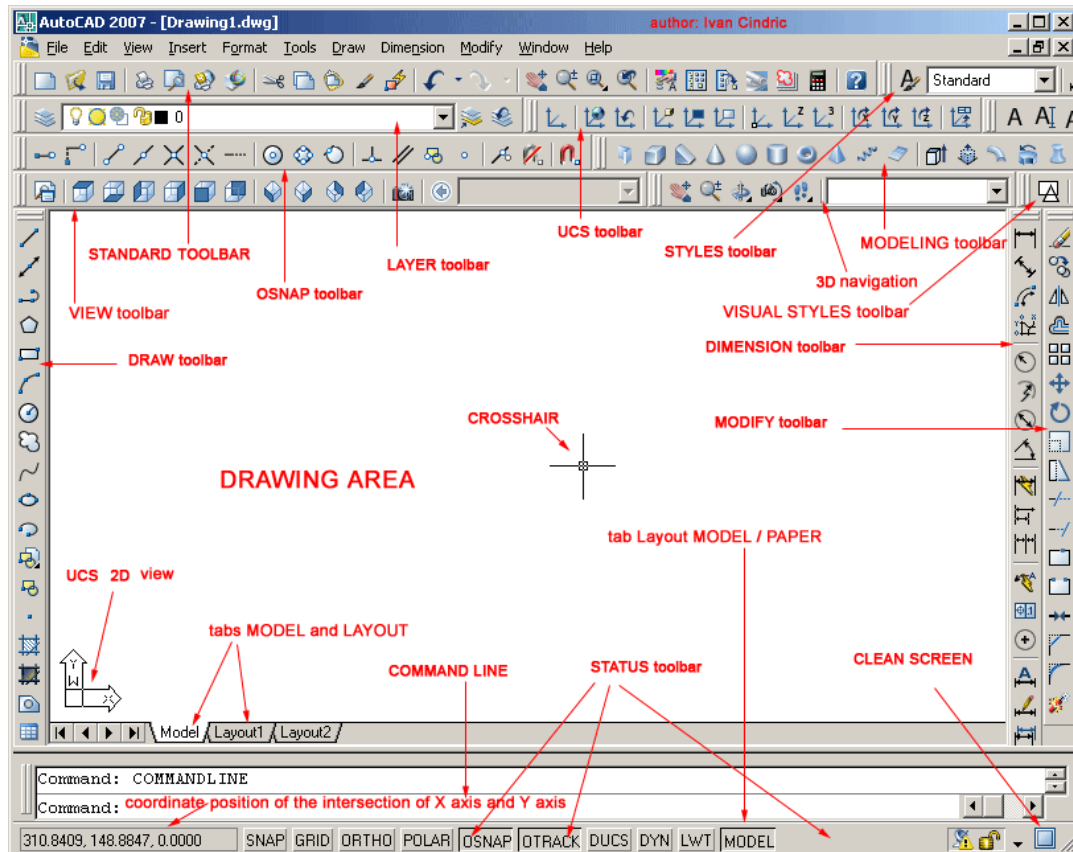 AutoCAD 2007 - [Drawing1.dwg] author: Ivan Cindric
File Edit View Insert Format Tools Draw Dimension Modify Window Help
Standard
0 A AI
STANDARD TOOLBAR
LAYER toolbar
UCS toolbar
STYLES toolbar
MODELING toolbar
3D navigation
OSNAP toolbar
VIEW toolbar
VISUAL STYLES toolbar
DRAW toolbar
DIMENSION toolbar
CROSSHAIR
MODIFY toolbar
DRAWING AREA
tab Layout MODEL / PAPER
UCS 2D view
tabs MODEL and LAYOUT
COMMAND LINE
STATUS toolbar
CLEAN SCREEN
Y
W
X
Model Layout1 Layout2
Command: COMMANDLINE
Command: coordinate position of the intersection of X axis and Y axis
310.8409, 148.8847, 0.0000 SNAP GRID ORTHO POLAR OSNAP OTRACK DUCS DYN LWT MODEL